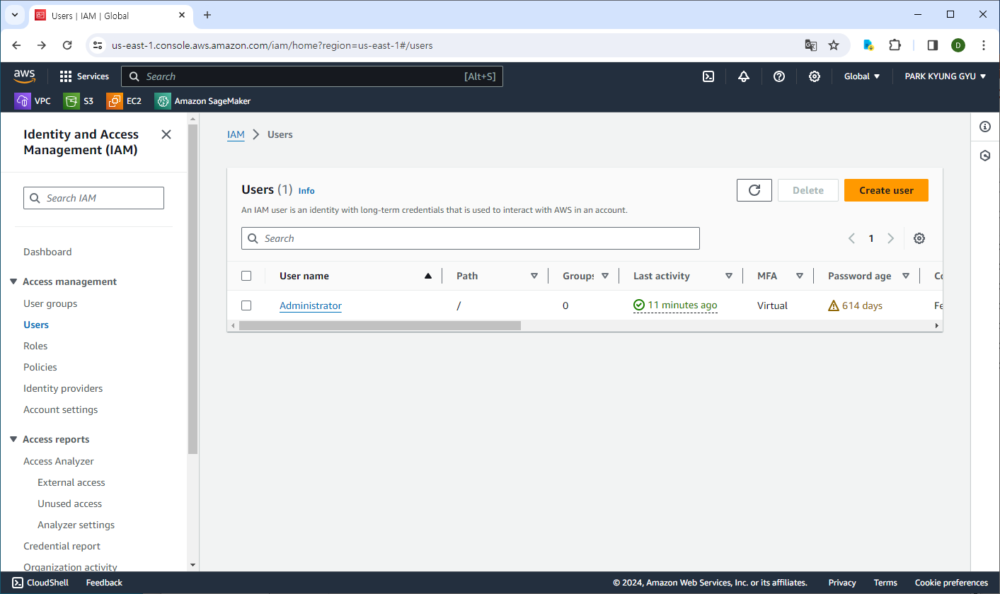 Users | IAM | Global
us-east-1.console.aws.amazon.com/iam/home?region=us-east-1#/users
D
aws
Services
Search
[Alt+S]
Global
PARK KYUNG GYU
VPC
S3
EC2
Amazon SageMaker
Identity and Access
Management (IAM)
Search IAM
Dashboard
Access management
User groups
Users
Roles
Policies
Identity providers
Account settings
Access reports
Access Analyzer
External access
Unused access
Analyzer settings
Credential report
Organization activity
IAM > Users
Users (1) Info
Delete
Create user
An IAM user is an identity with long-term credentials that is used to interact with AWS in an account.
Search
1
User name
Path
Groups
Last activity
MFA
Password age
Administrator
/
0
11 minutes ago
Virtual
614 days
Fe
CloudShell
Feedback
© 2024, Amazon Web Services, Inc. or its affiliates.
Privacy
Terms
Cookie preferences